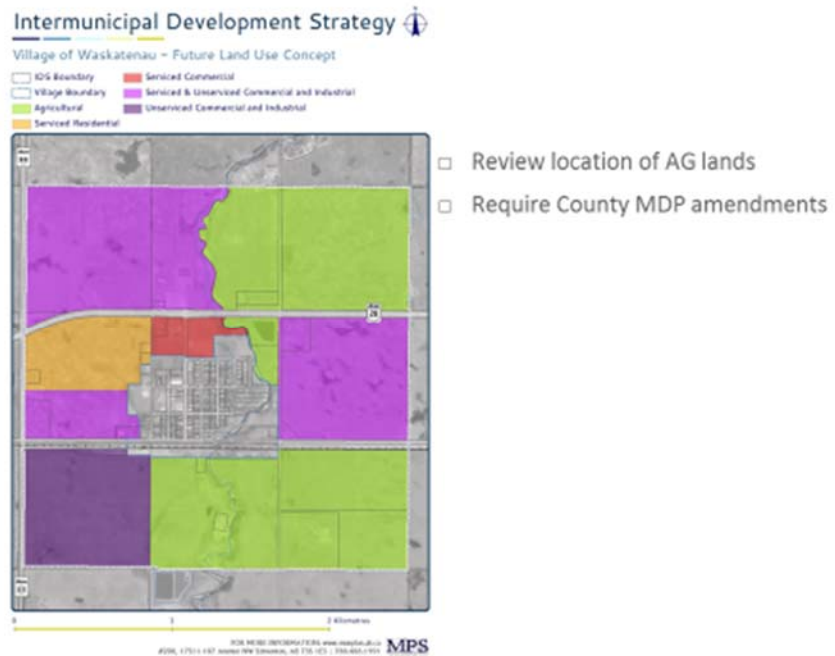 Intermunicipal Development Strategy
Village of Waskatenau - Future Land Use Concept
IDS Boundary
Village Boundary
Agricultural
Serviced Residential
Serviced Commercial
Serviced & Unserviced Commercial and Industrial
Unserviced Commercial and Industrial
Review location of AG lands
Require County MDP amendments
28
0 1 2 Kilometres
FOR MORE INFORMATION
MPS